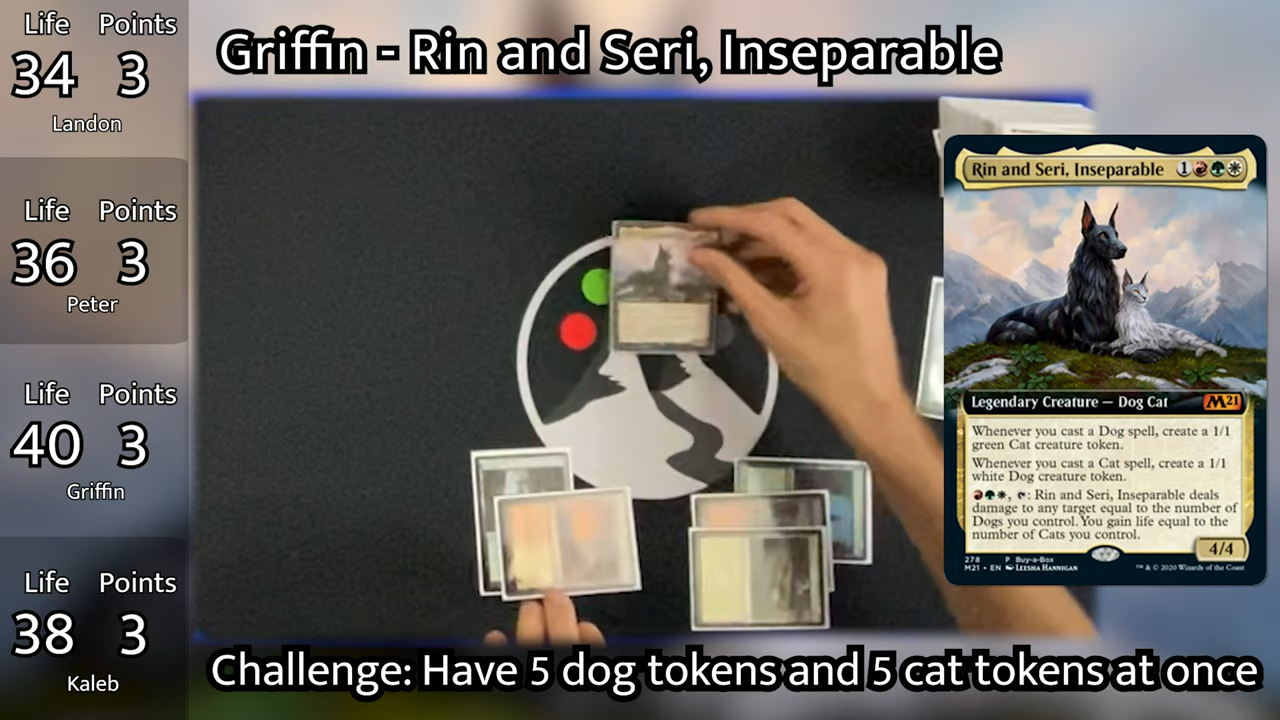 Life Points
34 3
Landon
Life Points
36 3
Peter
Life Points
40 3
Griffin
Life Points
38 3
Kaleb
Griffin - Rin and Seri, Inseparable
Rin and Seri, Inseparable 1
Legendary Creature — Dog Cat M21
Whenever you cast a Dog spell, create a 1/1
green Cat creature token.
Whenever you cast a Cat spell, create a 1/1
white Dog creature token.
: Rin and Seri, Inseparable deals
damage to any target equal to the number of
Dogs you control. You gain life equal to the
number of Cats you control.
4/4
278 P Buy-a-Box
M21 • EN Leesha Hannigan
™ & © 2020 Wizards of the Coast
Challenge: Have 5 dog tokens and 5 cat tokens at once